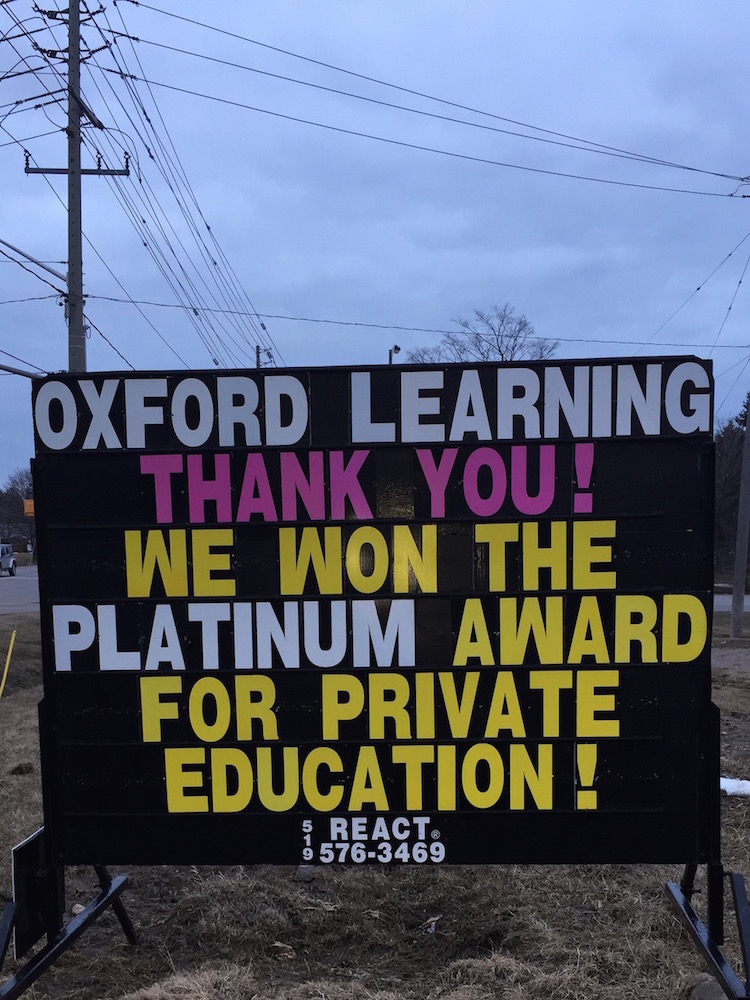 OXFORD LEARNING
THANK YOU!
WE WON THE
PLATINUM AWARD
FOR PRIVATE
EDUCATION!
REACT®
519 576-3469